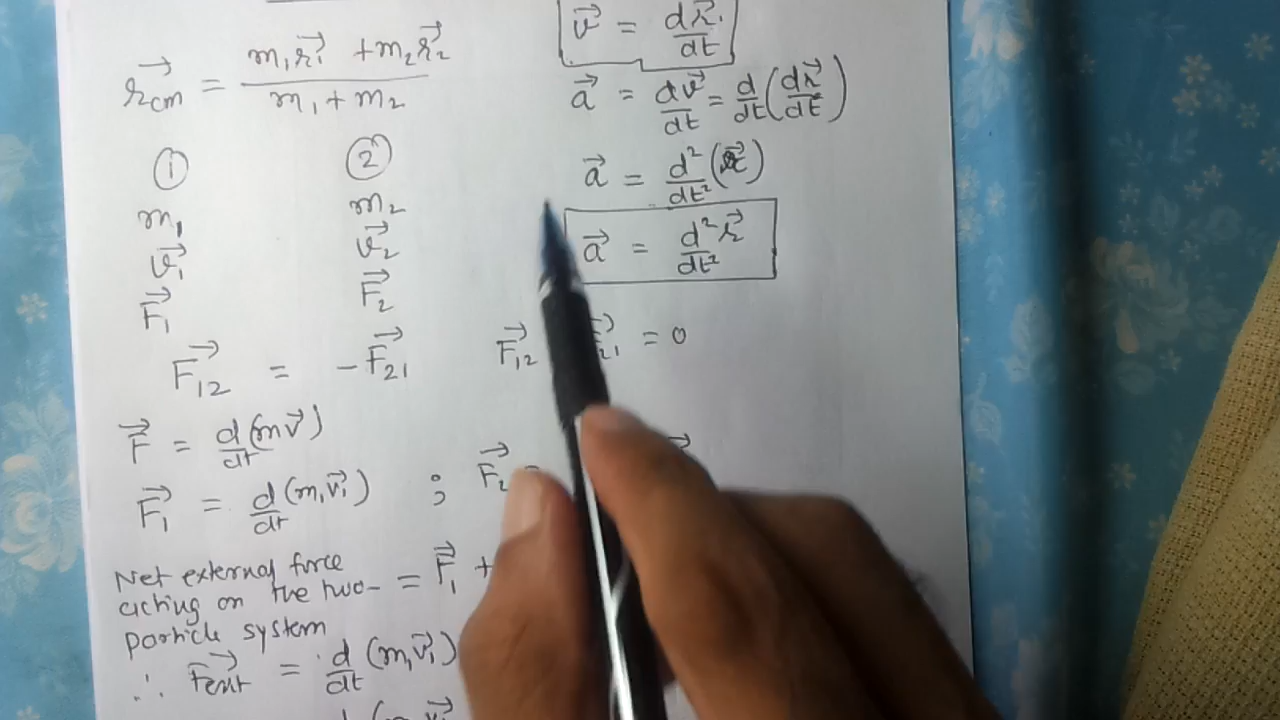 r⃗cm = (m₁r⃗₁ + m₂r⃗₂) / (m₁ + m₂)
v⃗ = dr⃗/dt
a⃗ = dv⃗/dt = d/dt(dr⃗/dt)
a⃗ = d²/dt²(r⃗)
a⃗ = d²r⃗/dt²
① ②
m₁ m₂
v⃗₁ v⃗₂
F⃗₁ F⃗₂
F⃗₁₂ = -F⃗₂₁ F⃗₁₂ F⃗₂₁ = 0
F⃗ = d/dt(mv⃗)
F⃗₁ = d/dt(m₁v⃗₁) ; F⃗₂ =
Net external force
acting on the two- = F⃗₁ +
particle system
∴ F⃗ext = d/dt(m₁v⃗₁)